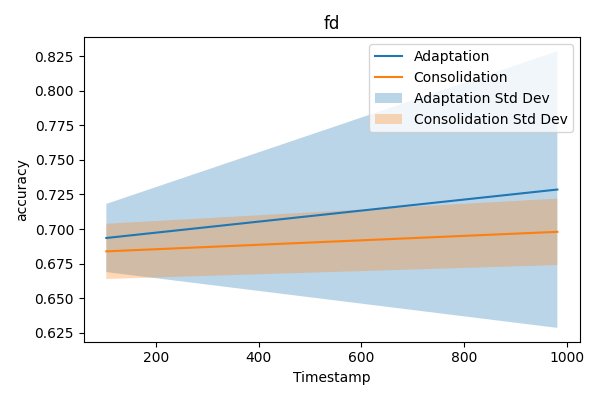 fd
0.825
0.800
0.775
0.750
0.725
0.700
0.675
0.650
0.625
accuracy
Adaptation
Consolidation
Adaptation Std Dev
Consolidation Std Dev
200 400 600 800 1000
Timestamp